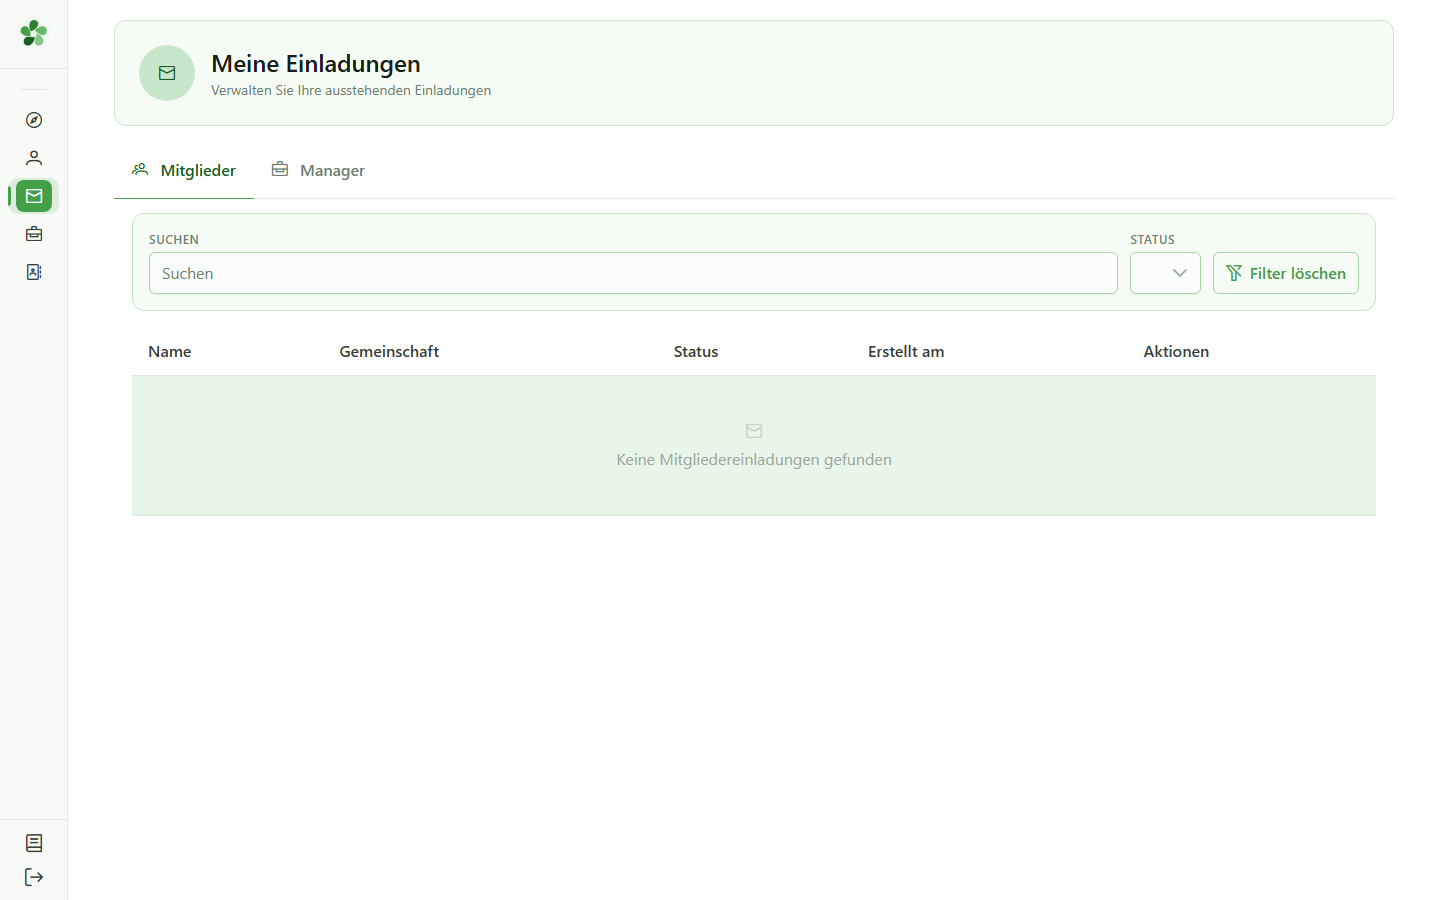 Meine Einladungen
Verwalten Sie Ihre ausstehenden Einladungen
Mitglieder Manager
SUCHEN STATUS
Suchen Filter löschen
Name Gemeinschaft Status Erstellt am Aktionen
Keine Mitgliedereinladungen gefunden